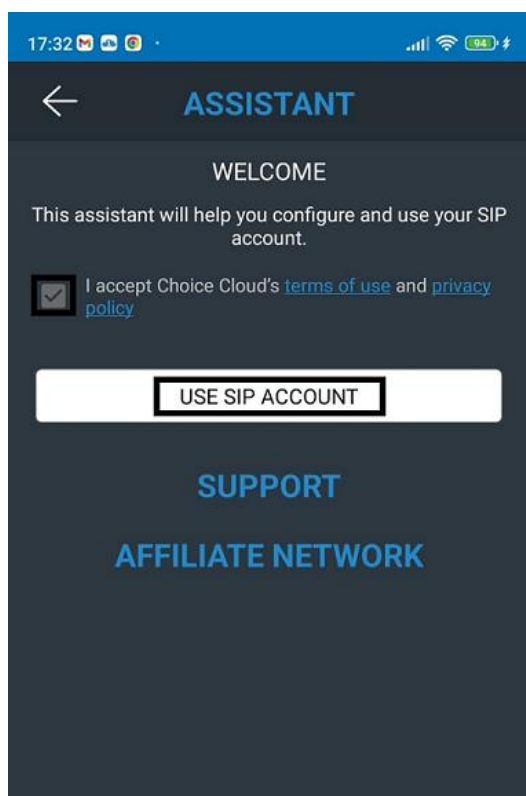 17:32
94
ASSISTANT
WELCOME
This assistant will help you configure and use your SIP
account.
I accept Choice Cloud's terms of use and privacy
policy
USE SIP ACCOUNT
SUPPORT
AFFILIATE NETWORK